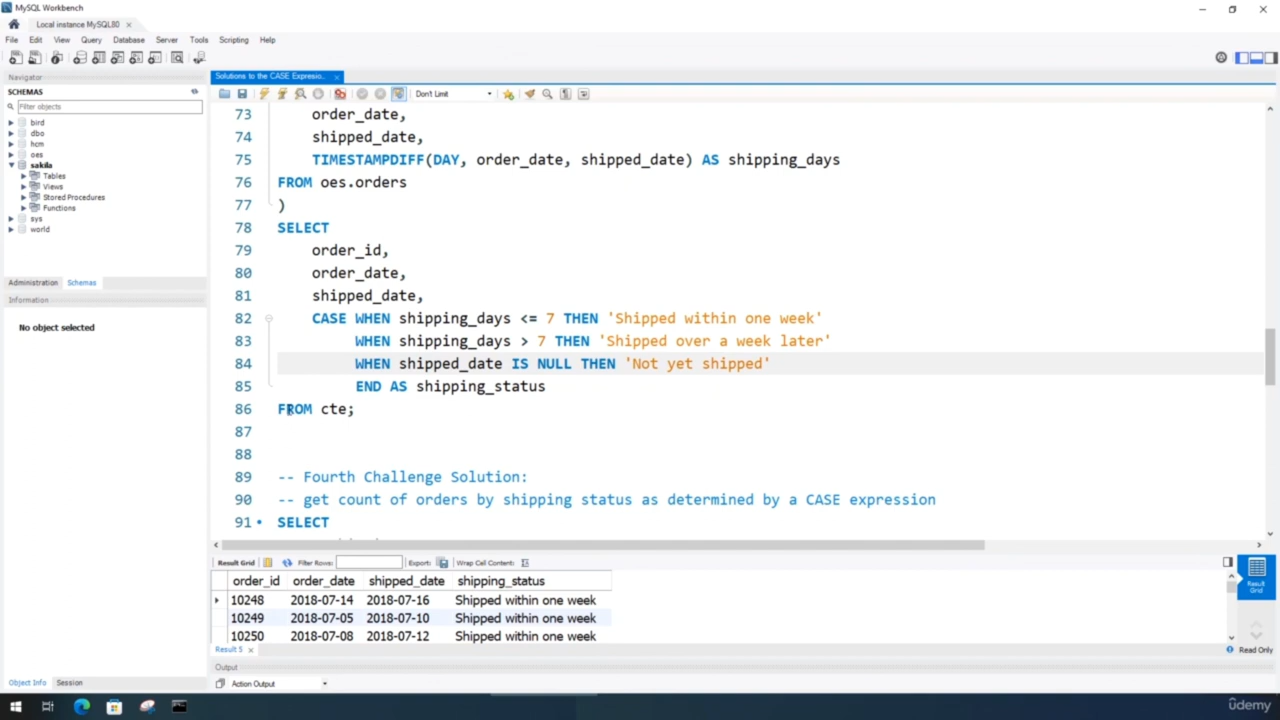 MySQL Workbench
Local instance MySQL80 ×
File Edit View Query Database Server Tools Scripting Help
Navigator
SCHEMAS
Filter objects
bird
dbo
hcm
oes
sakila
Tables
Views
Stored Procedures
Functions
sys
world
Administration Schemas
Information
No object selected
Object Info Session
Solutions to the CASE Expressio... ×
Don't Limit
73 order_date,
74 shipped_date,
75 TIMESTAMPDIFF(DAY, order_date, shipped_date) AS shipping_days
76 FROM oes.orders
77 )
78 SELECT
79 order_id,
80 order_date,
81 shipped_date,
82 CASE WHEN shipping_days <= 7 THEN 'Shipped within one week'
83 WHEN shipping_days > 7 THEN 'Shipped over a week later'
84 WHEN shipped_date IS NULL THEN 'Not yet shipped'
85 END AS shipping_status
86 FROM cte;
87
88
89 -- Fourth Challenge Solution:
90 -- get count of orders by shipping status as determined by a CASE expression
91 SELECT
Result Grid Filter Rows: Export: Wrap Cell Content:
order_id order_date shipped_date shipping_status
10248 2018-07-14 2018-07-16 Shipped within one week
10249 2018-07-05 2018-07-10 Shipped within one week
10250 2018-07-08 2018-07-12 Shipped within one week
Result Grid
Result 5 ×
Read Only
Output
Action Output
ûdemy